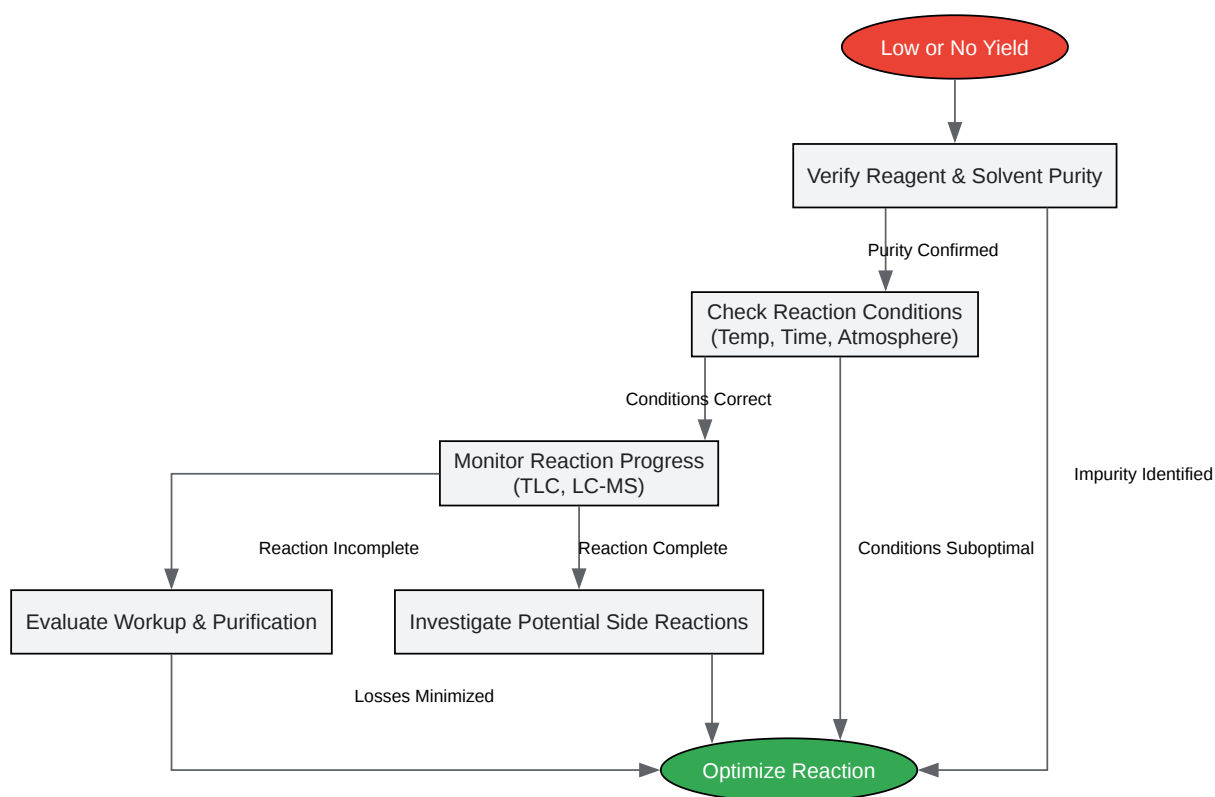 Low or No Yield
Verify Reagent & Solvent Purity
Purity Confirmed
Check Reaction Conditions
(Temp, Time, Atmosphere)
Conditions Correct
Monitor Reaction Progress
(TLC, LC-MS)
Impurity Identified
Reaction Incomplete
Reaction Complete
Conditions Suboptimal
Evaluate Workup & Purification
Investigate Potential Side Reactions
Losses Minimized
Optimize Reaction